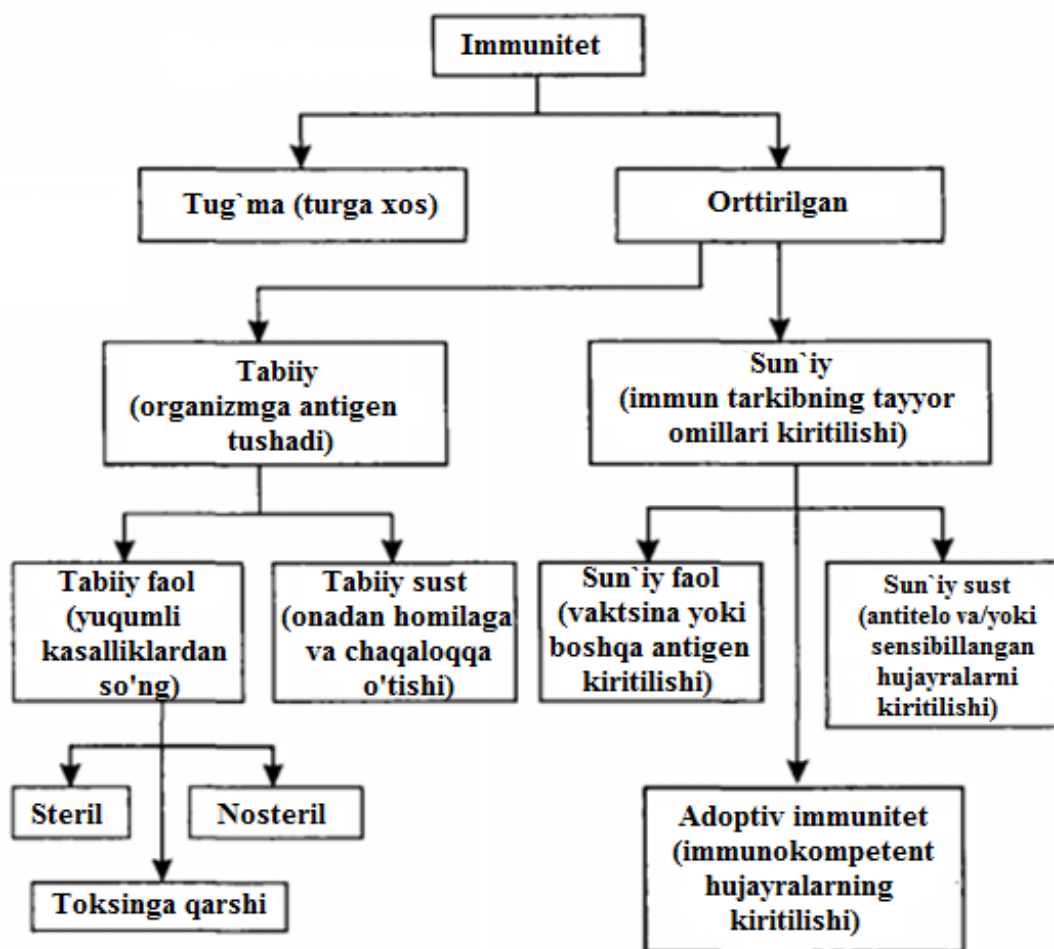 Immunitet
Tug`ma (turga xos)
Orttirilgan
Tabiiy
(organizmga antigen
tushadi)
Sun`iy
(immun tarkibning tayyor
omillari kiritilishi)
Tabiiy faol
(yuqumli
kasalliklardan
so'ng)
Tabiiy sust
(onadan homilaga
va chaqaloqqa
o'tishi)
Sun`iy faol
(vaktsina yoki
boshqa antigen
kiritilishi)
Sun`iy sust
(antitelo va/yoki
sensibillangan
hujayralarni
kiritilishi)
Steril
Nosteril
Toksinga qarshi
Adoptiv immunitet
(immunokompetent
hujayralarning
kiritilishi)